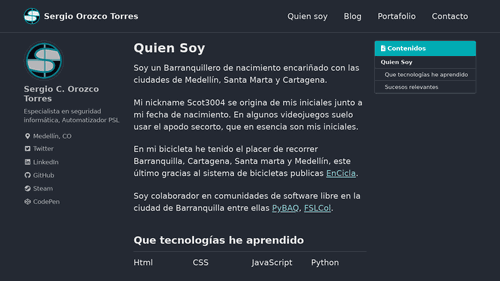 Sergio Orozco Torres
Quien soy
Blog
Portafolio
Contacto
Sergio C. Orozco
Torres
Especialista en seguridad
informática, Automatizador PSL
Medellín, CO
Twitter
LinkedIn
GitHub
Steam
CodePen
Quien Soy
Soy un Barranquillero de nacimiento encariñado con las
ciudades de Medellín, Santa Marta y Cartagena.
Mi nickname Scot3004 se origina de mis iniciales junto a
mi fecha de nacimiento. En algunos videojuegos suelo
usar el apodo secorto, que en esencia son mis iniciales.
En mi bicicleta he tenido el placer de recorrer
Barranquilla, Cartagena, Santa marta y Medellín, este
último gracias al sistema de bicicletas publicas EnCicla.
Soy colaborador en comunidades de software libre en la
ciudad de Barranquilla entre ellas PyBAQ, FSLCol.
Que tecnologías he aprendido
Html
CSS
JavaScript
Python
Contenidos
Quien Soy
Que tecnologías he aprendido
Sucesos relevantes